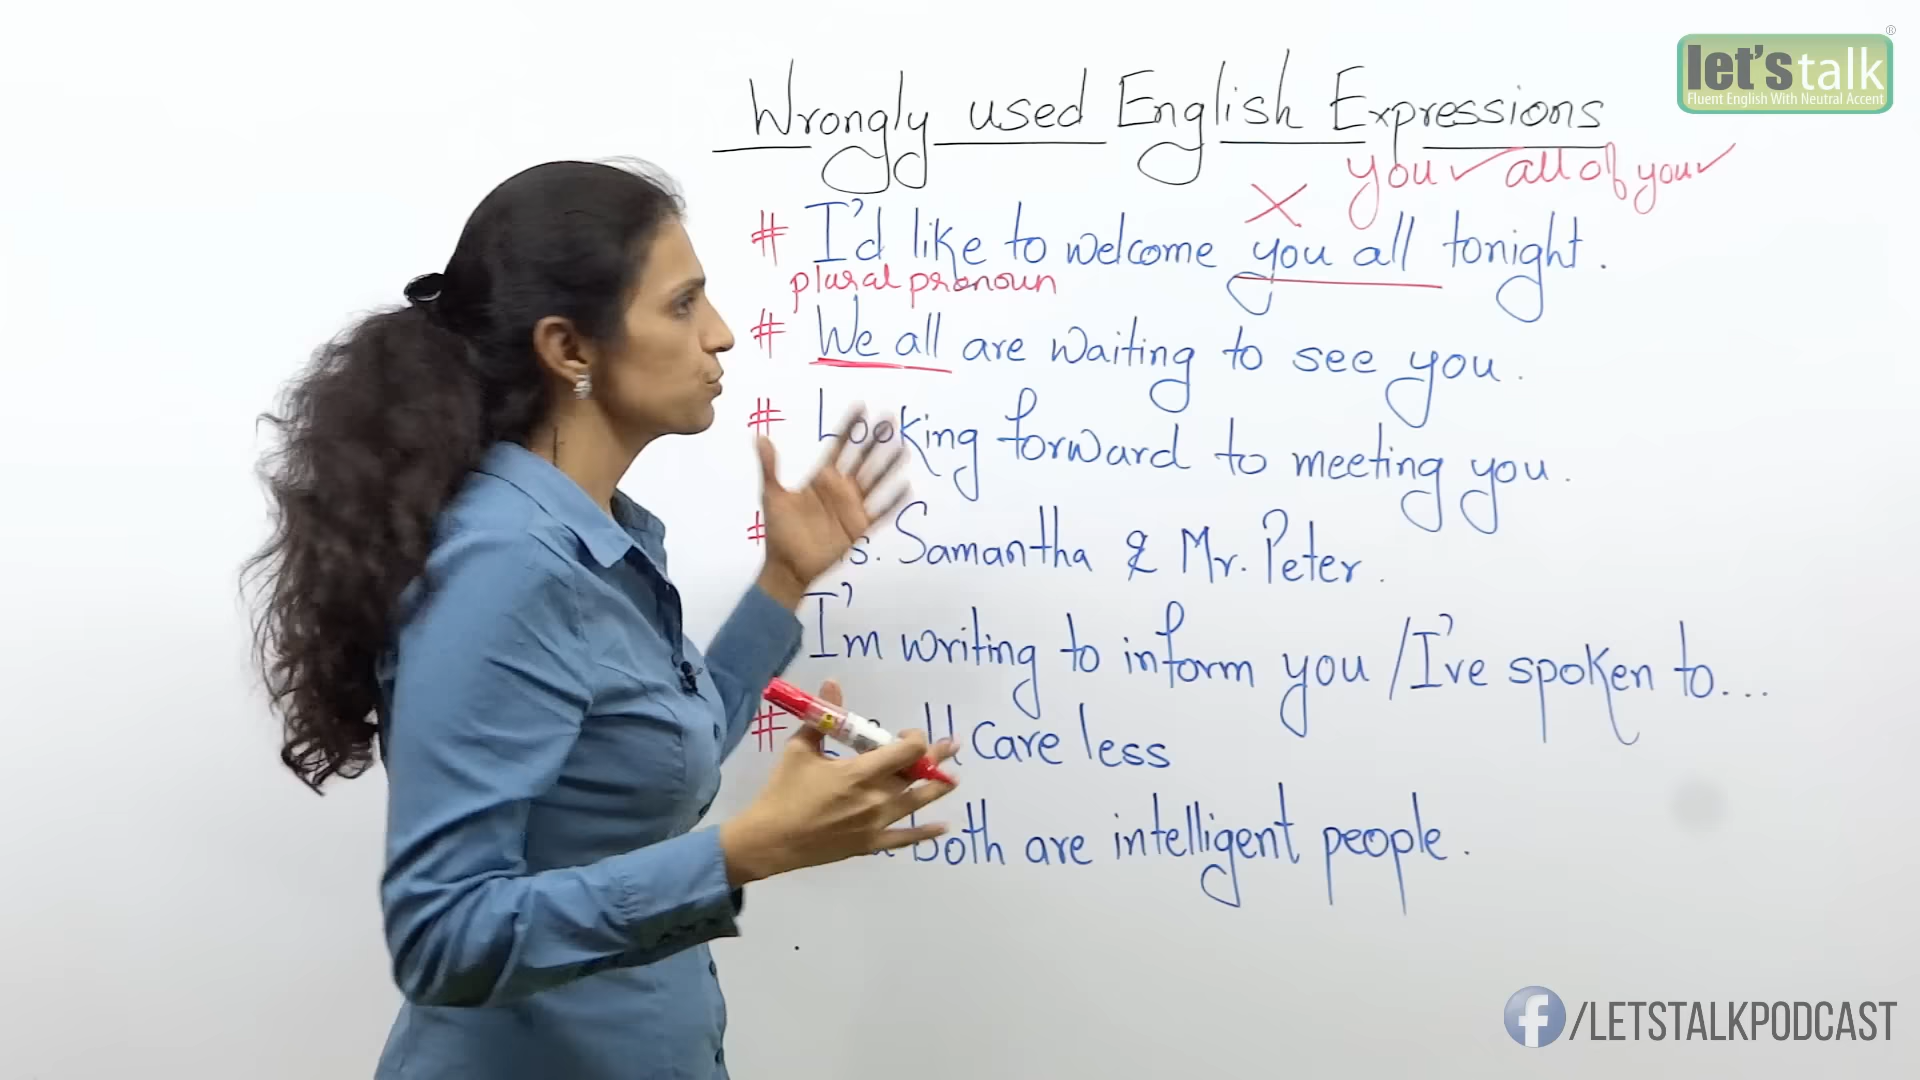 let's talk ®
Fluent English With Neutral Accent
Wrongly used English Expressions
you ✓ all of you ✓
X
# I'd like to welcome you all tonight.
plural pronoun
# We all are waiting to see you.
# Looking forward to meeting you.
# s. Samantha & Mr. Peter.
I'm writing to inform you / I've spoken to...
# I care less
both are intelligent people.
f /LETSTALKPODCAST